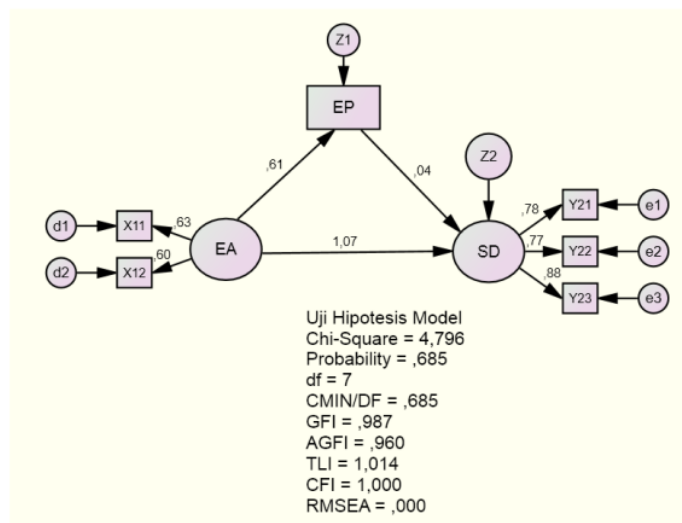 Z1
EP
Z2
,61
,04
,78
Y21
e1
d1
X11
,63
EA
1,07
SD
,77
Y22
e2
d2
X12
,60
,88
Y23
e3
Uji Hipotesis Model
Chi-Square = 4,796
Probability = ,685
df = 7
CMIN/DF = ,685
GFI = ,987
AGFI = ,960
TLI = 1,014
CFI = 1,000
RMSEA = ,000